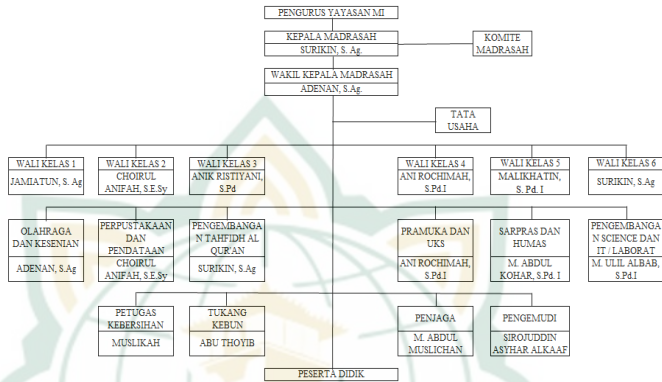 PENGURUS YAYASAN MI
KEPALA MADRASAH
SURIKIN, S. Ag.
KOMITE
MADRASAH
WAKIL KEPALA MADRASAH
ADENAN, S.Ag.
TATA
USAHA
WALI KELAS 1
JAMIATUN, S. Ag
WALI KELAS 2
CHOIRUL
ANIFAH, S.E.Sy
WALI KELAS 3
ANIK RISTIYANI,
S.Pd
WALI KELAS 4
ANI ROCHIMAH,
S.Pd.I
WALI KELAS 5
MALIKHATIN,
S. Pd. I
WALI KELAS 6
SURIKIN, S.Ag
OLAHRAGA
DAN KESENIAN
ADENAN, S.Ag
PERPUSTAKAAN
DAN
PENDATAAN
CHOIRUL
ANIFAH, S.E.Sy
PENGEMBANGA
N TAHFIDH AL
QUR'AN
SURIKIN, S.Ag
PRAMUKA DAN
UKS
ANI ROCHIMAH,
S.Pd.I
SARPRAS DAN
HUMAS
M. ABDUL
KOHAR, S.Pd. I
PENGEMBANGA
N SCIENCE DAN
IT / LABORAT
M. ULIL ALBAB,
S.Pd.I
PETUGAS
KEBERSIHAN
MUSLIKAH
TUKANG
KEBUN
ABU THOYIB
PENJAGA
M. ABDUL
MUSLICHAN
PENGEMUDI
SIROJUDDIN
ASYHAR ALKAAF
PESERTA DIDIK